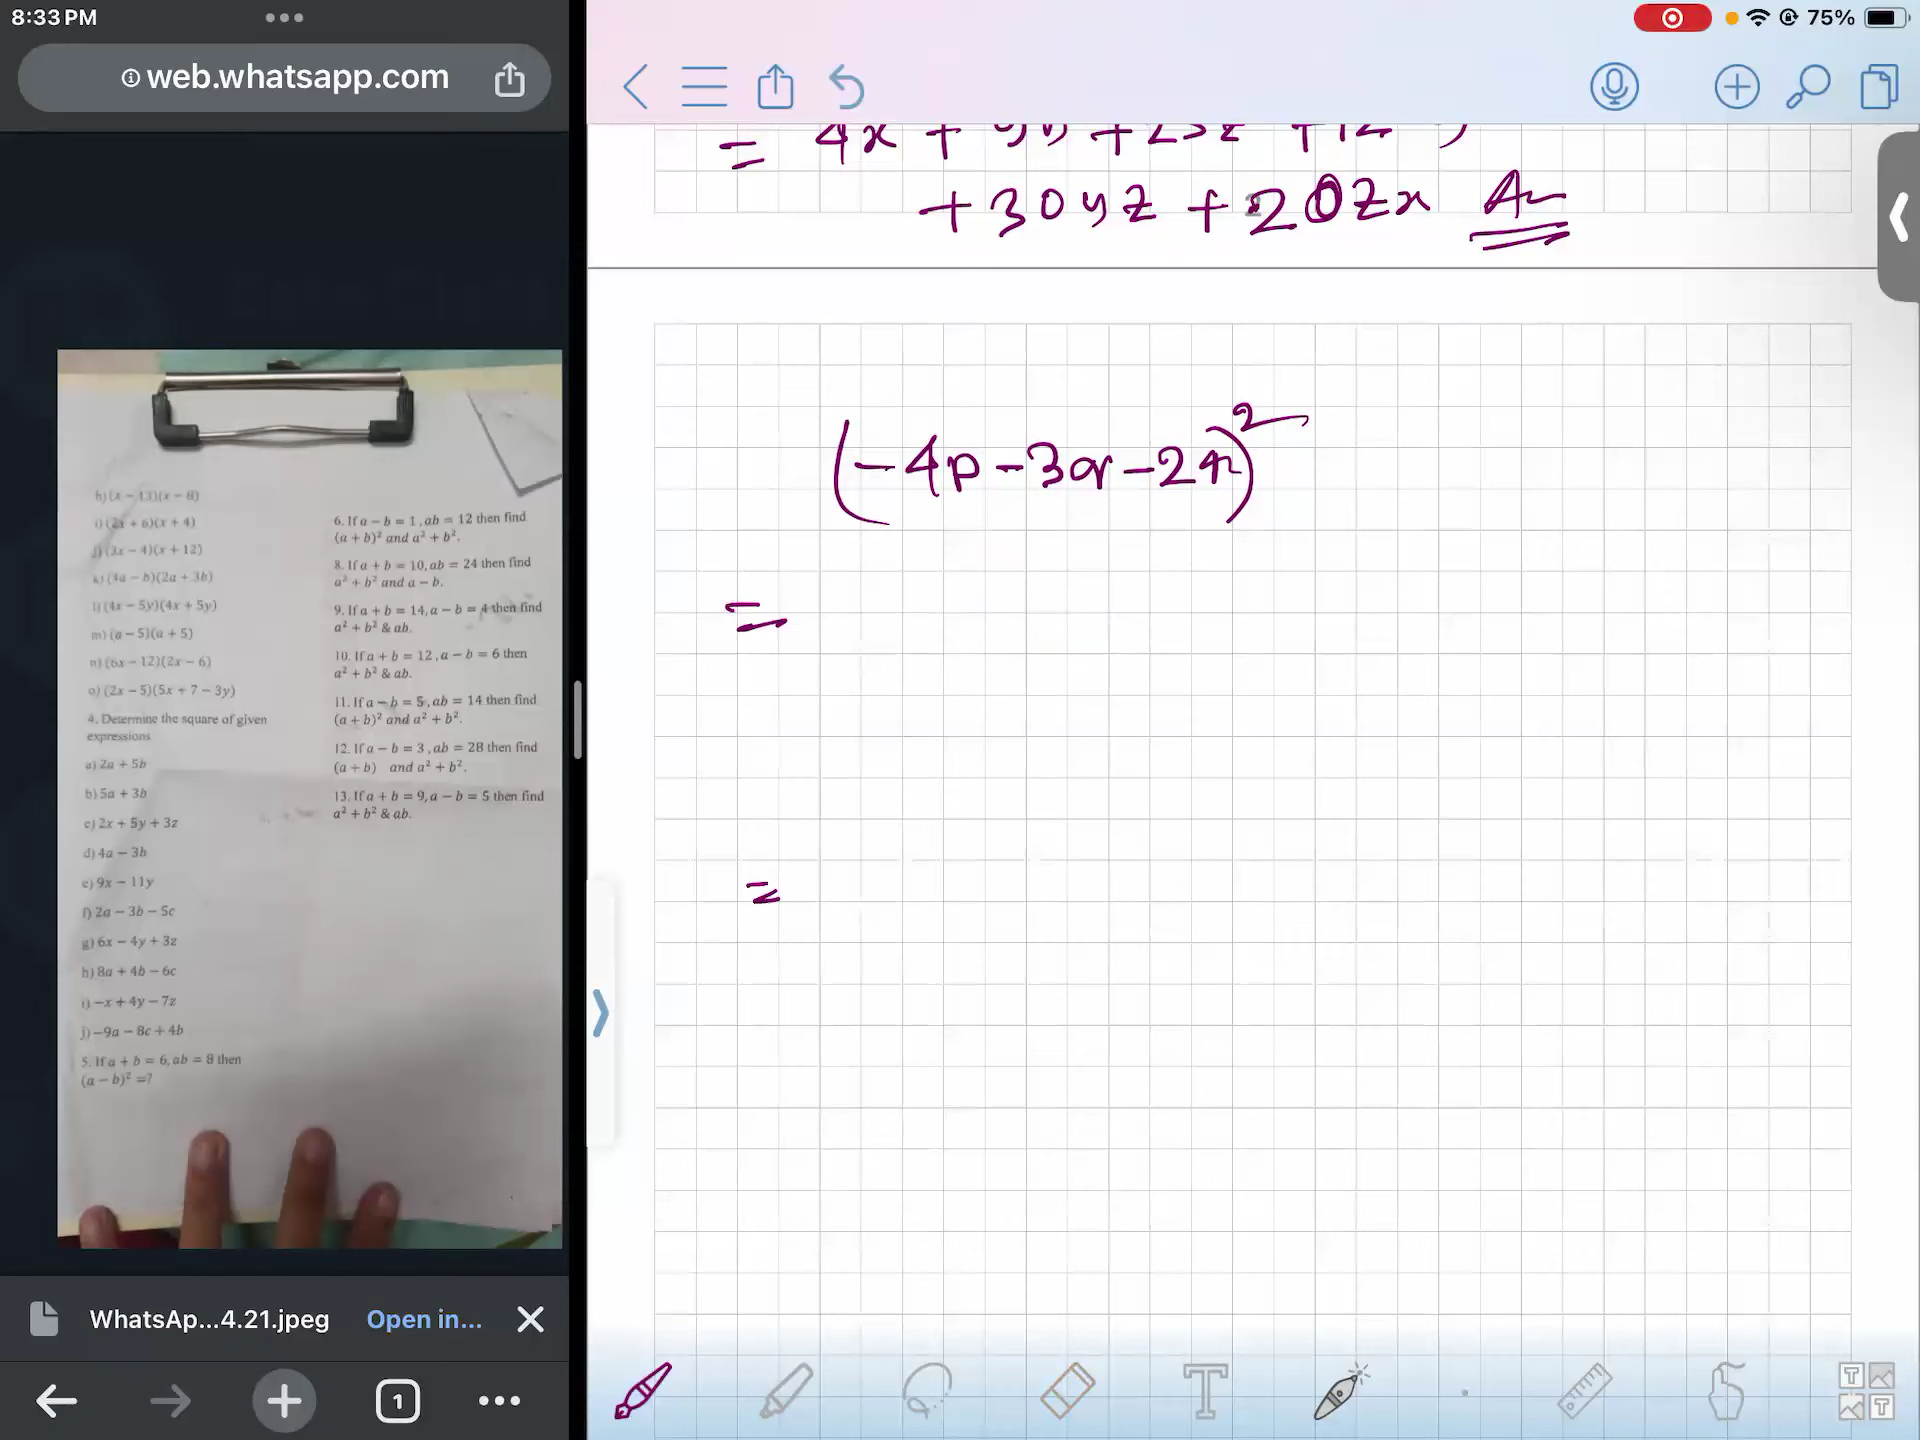 8:33 PM
75%
web.whatsapp.com
+ 30yz + 20zx
(-4p-3q-2r)²
=
=
h) (x − 13)(x − 8)
i) (2x + 6)(x + 4)
j) (3x − 4)(x + 12)
k) (4a − b)(2a + 3b)
l) (4x − 5y)(4x + 5y)
m) (a − 5)(a + 5)
n) (6x − 12)(2x − 6)
o) (2x − 5)(5x + 7 − 3y)
4. Determine the square of given
expressions
a) 2a + 5b
b) 5a + 3b
c) 2x + 5y + 3z
d) 4a − 3b
e) 9x − 11y
f) 2a − 3b − 5c
g) 6x − 4y + 3z
h) 8a + 4b − 6c
i) −x + 4y − 7z
j) −9a − 8c + 4b
5. If a + b = 6, ab = 8 then
(a − b)² =?
6. If a − b = 1, ab = 12 then find
(a + b)² and a² + b².
8. If a + b = 10, ab = 24 then find
a² + b² and a − b.
9. If a + b = 14, a − b = 4 then find
a² + b² & ab.
10. If a + b = 12, a − b = 6 then
a² + b² & ab.
11. If a − b = 5, ab = 14 then find
(a + b)² and a² + b².
12. If a − b = 3, ab = 28 then find
(a + b) and a² + b².
13. If a + b = 9, a − b = 5 then find
a² + b² & ab.
WhatsAp...4.21.jpeg
Open in...
1
T